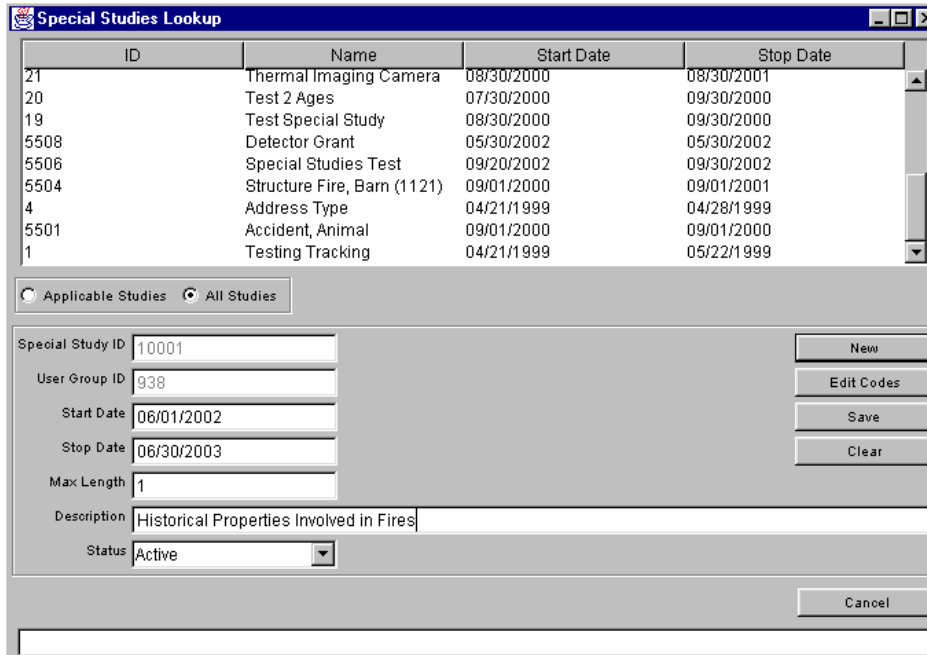 Special Studies Lookup
ID Name Start Date Stop Date
21 Thermal Imaging Camera 08/30/2000 08/30/2001
20 Test 2 Ages 07/30/2000 09/30/2000
19 Test Special Study 08/30/2000 09/30/2000
5508 Detector Grant 05/30/2002 05/30/2002
5506 Special Studies Test 09/20/2002 09/30/2002
5504 Structure Fire, Barn (1121) 09/01/2000 09/01/2001
4 Address Type 04/21/1999 04/28/1999
5501 Accident, Animal 09/01/2000 09/01/2000
1 Testing Tracking 04/21/1999 05/22/1999
Applicable Studies All Studies
Special Study ID 10001 New
User Group ID 938 Edit Codes
Start Date 06/01/2002 Save
Stop Date 06/30/2003 Clear
Max Length 1
Description Historical Properties Involved in Fires
Status Active
Cancel